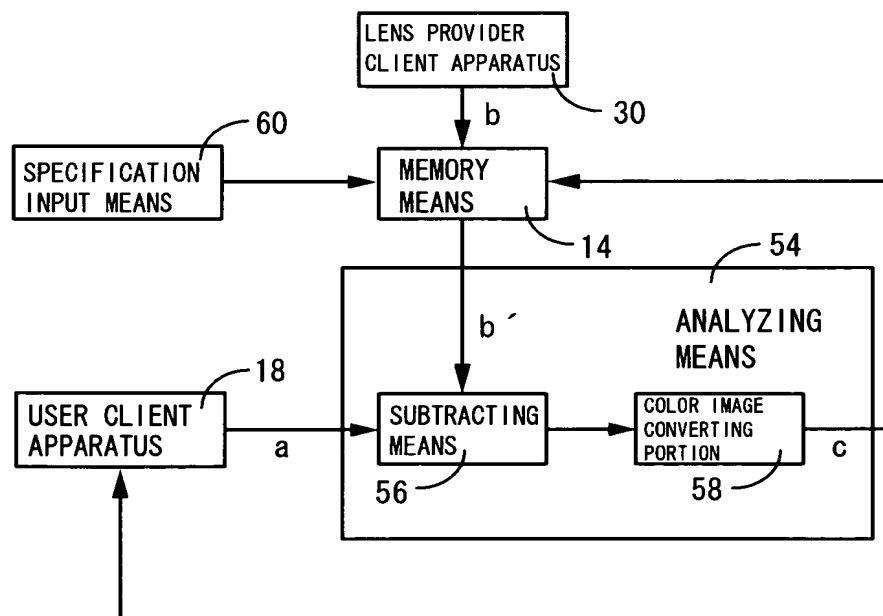 LENS PROVIDER
CLIENT APPARATUS
30
b
60
SPECIFICATION
INPUT MEANS
MEMORY
MEANS
14
54
b´
ANALYZING
MEANS
18
USER CLIENT
APPARATUS
a
SUBTRACTING
MEANS
56
COLOR IMAGE
CONVERTING
PORTION
58
c